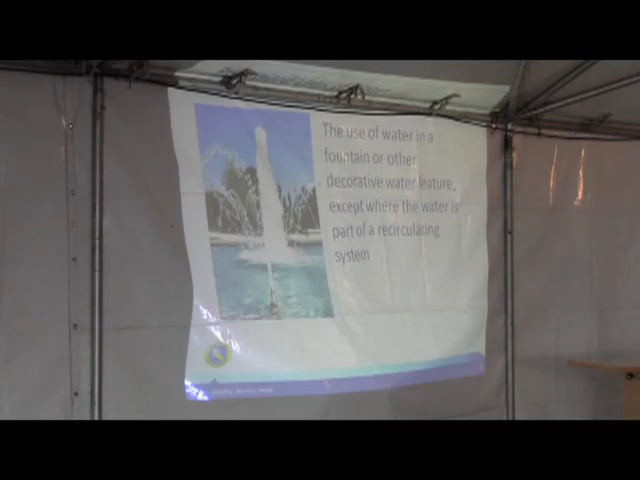 The use of water in a
fountain or other
decorative water feature,
except where the water is
part of a recirculating
system